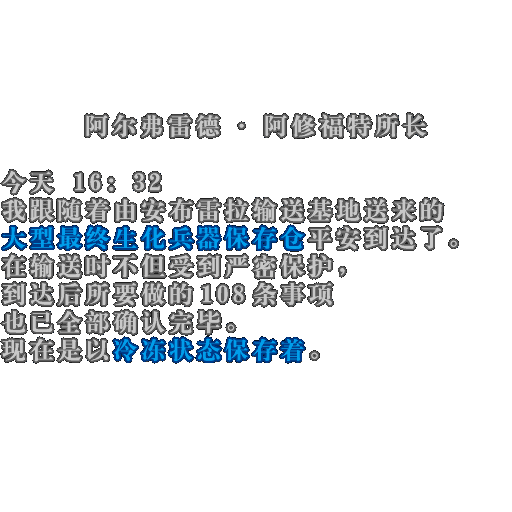 阿尔弗雷德 · 阿修福特所长
今天 16：32
我跟随着由安布雷拉输送基地送来的
大型最终生化兵器保存仓平安到达了。
在输送时不但受到严密保护，
到达后所要做的 108 条事项
也已全部确认完毕。
现在是以冷冻状态保存着。